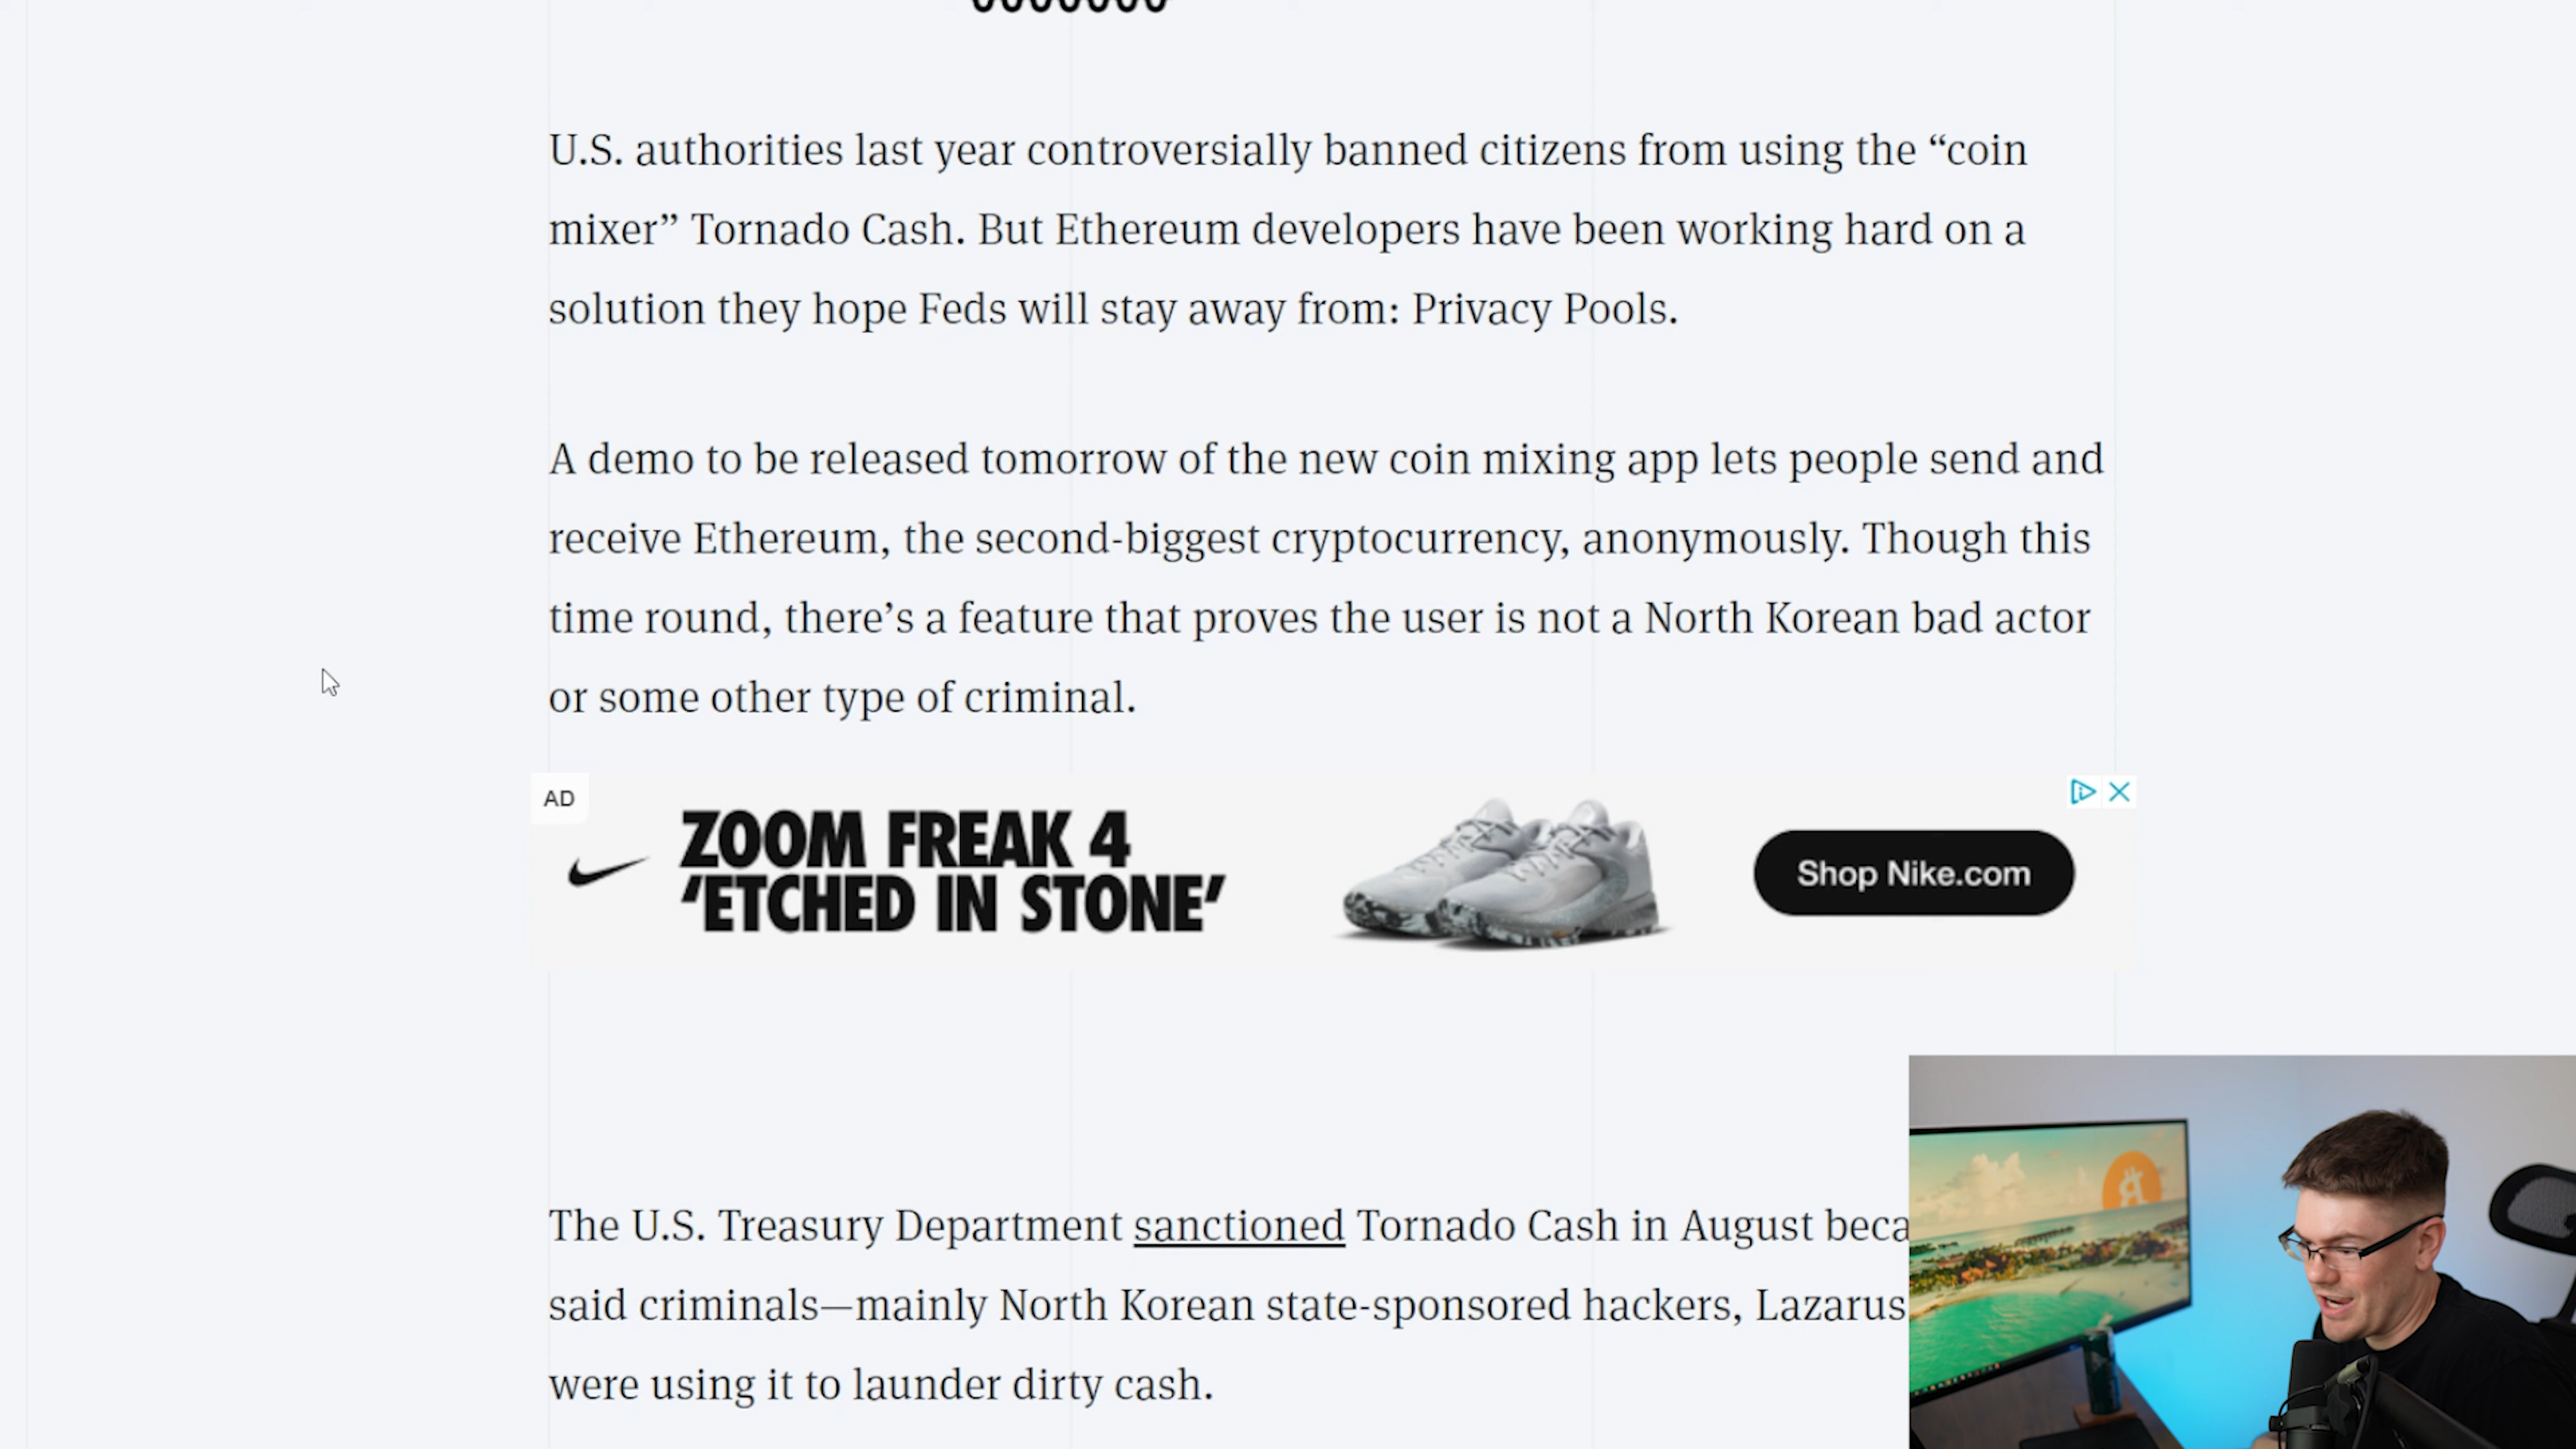 U.S. authorities last year controversially banned citizens from using the “coin
mixer” Tornado Cash. But Ethereum developers have been working hard on a
solution they hope Feds will stay away from: Privacy Pools.
A demo to be released tomorrow of the new coin mixing app lets people send and
receive Ethereum, the second-biggest cryptocurrency, anonymously. Though this
time round, there’s a feature that proves the user is not a North Korean bad actor
or some other type of criminal.
AD
ZOOM FREAK 4
‘ETCHED IN STONE’
Shop Nike.com
The U.S. Treasury Department sanctioned Tornado Cash in August
said criminals—mainly North Korean state-sponsored hackers, Lazarus
were using it to launder dirty cash.